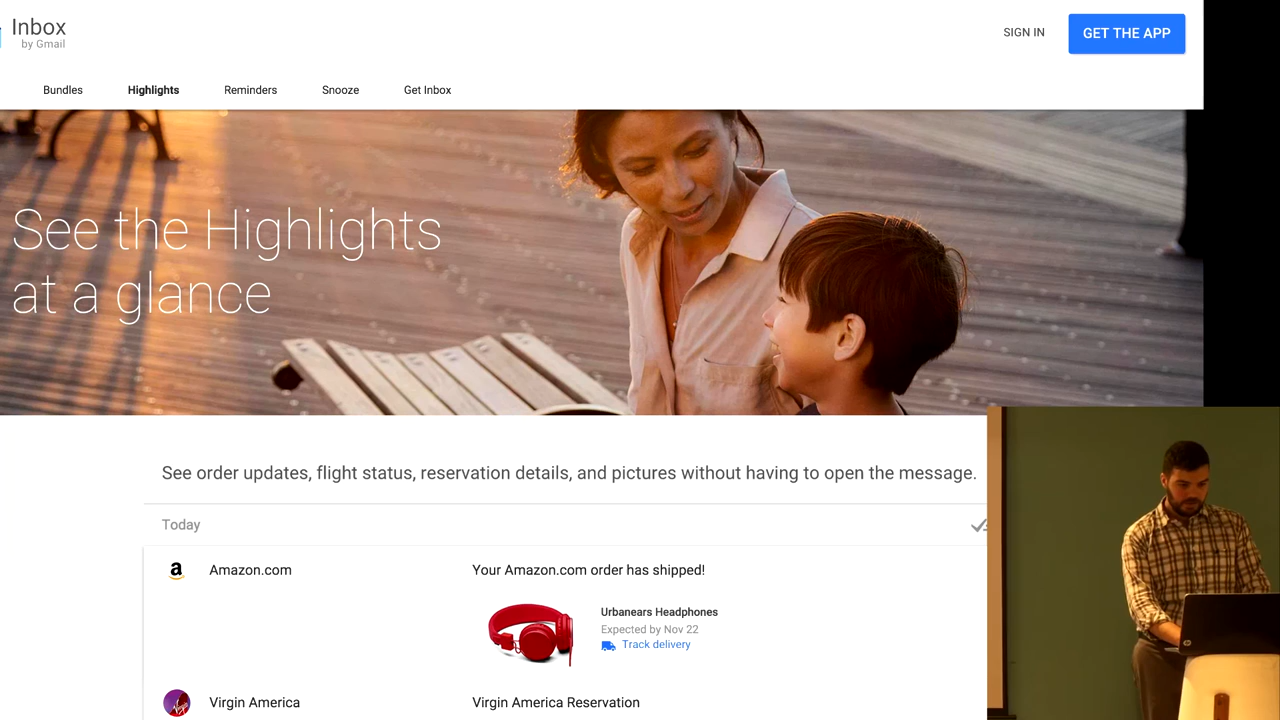 Inbox
by Gmail
SIGN IN
GET THE APP
Bundles
Highlights
Reminders
Snooze
Get Inbox
See the Highlights
at a glance
See order updates, flight status, reservation details, and pictures without having to open the message.
Today
a
Amazon.com
Your Amazon.com order has shipped!
Urbanears Headphones
Expected by Nov 22
Track delivery
Virgin America
Virgin America Reservation